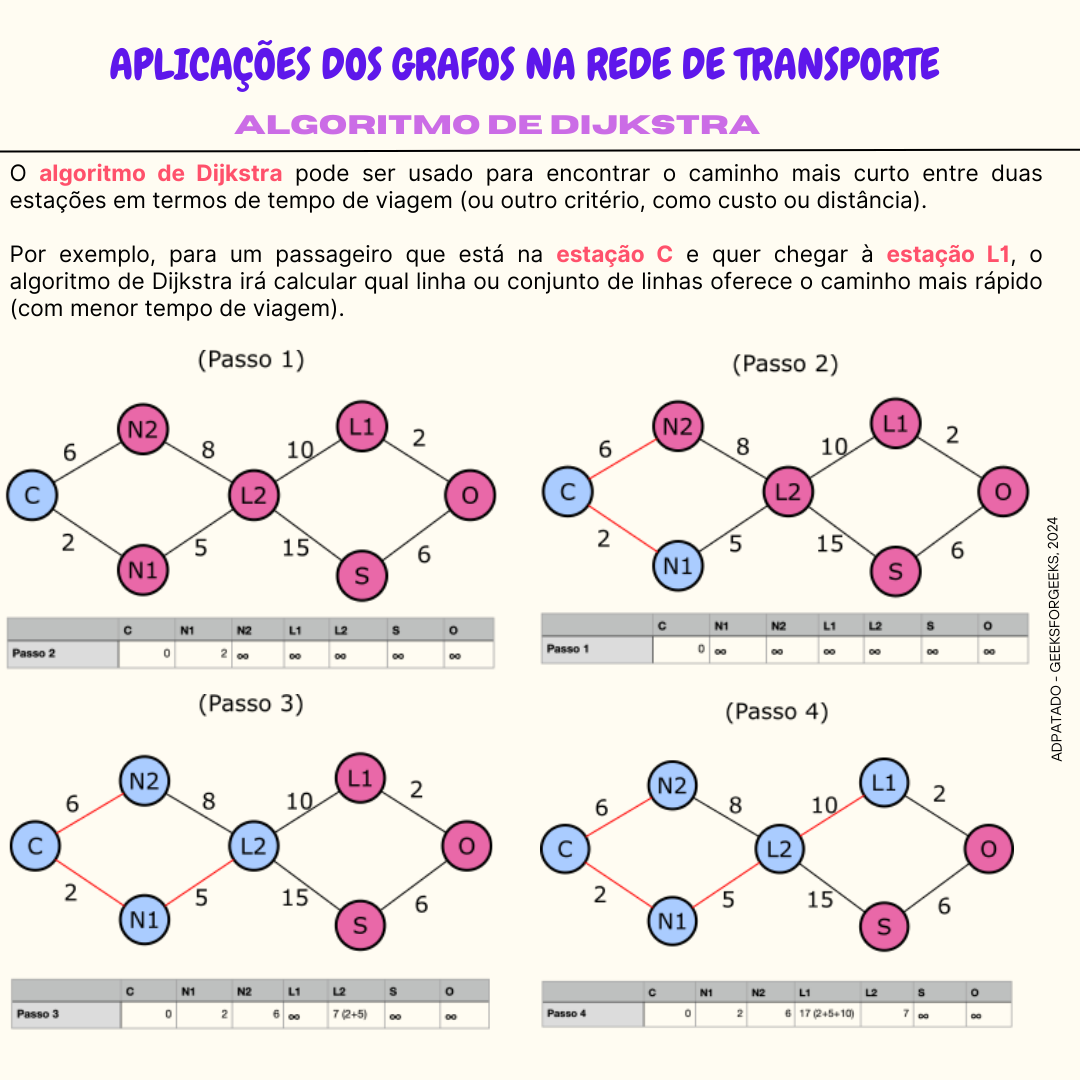 APLICAÇÕES DOS GRAFOS NA REDE DE TRANSPORTE
ALGORITMO DE DIJKSTRA
O algoritmo de Dijkstra pode ser usado para encontrar o caminho mais curto entre duas
estações em termos de tempo de viagem (ou outro critério, como custo ou distância).
Por exemplo, para um passageiro que está na estação C e quer chegar à estação L1, o
algoritmo de Dijkstra irá calcular qual linha ou conjunto de linhas oferece o caminho mais rápido
(com menor tempo de viagem).
(Passo 1)
N2 L1
6 8 10 2
C L2 O
2 5 15 6
N1 S
C N1 N2 L1 L2 S O
Passo 2 0 2 ∞ ∞ ∞ ∞ ∞
(Passo 2)
N2 L1
6 8 10 2
C L2 O
2 5 15 6
N1 S
C N1 N2 L1 L2 S O
Passo 1 0 ∞ ∞ ∞ ∞ ∞ ∞
ADPATADO - GEEKSFORGEEKS, 2024
(Passo 3)
N2 L1
6 8 10 2
C L2 O
2 5 15 6
N1 S
C N1 N2 L1 L2 S O
Passo 3 0 2 6 ∞ 7 (2+5) ∞ ∞
(Passo 4)
N2 L1
6 8 10 2
C L2 O
2 5 15 6
N1 S
C N1 N2 L1 L2 S O
Passo 4 0 2 6 17 (2+5+10) 7 ∞ ∞